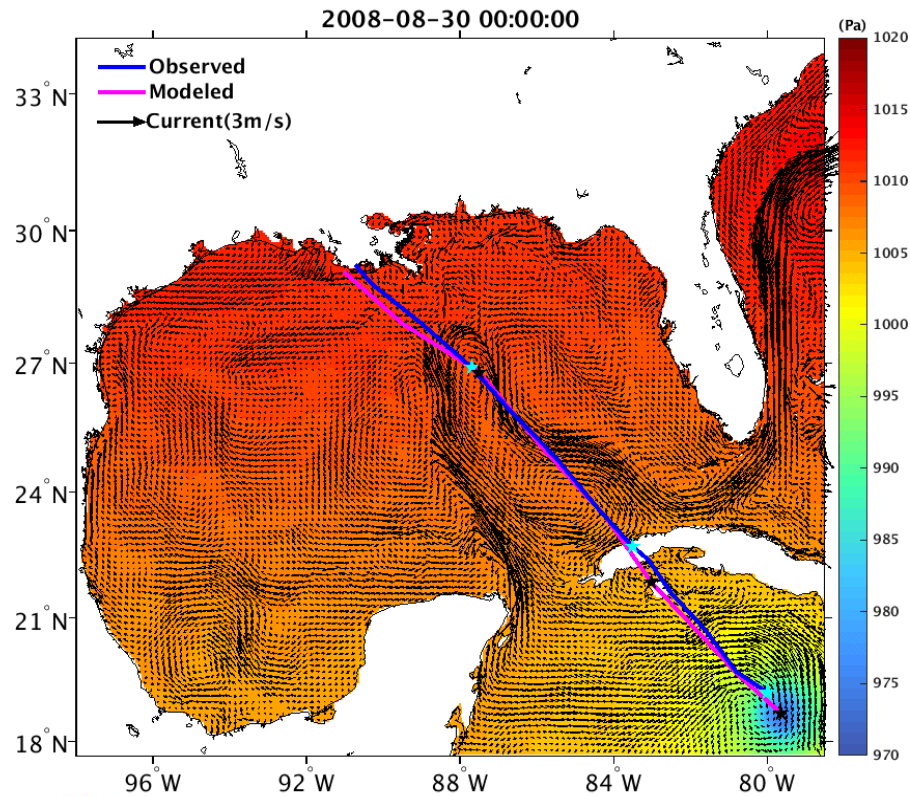 2008-08-30 00:00:00
(Pa)
Observed
Modeled
Current(3m/s)
33°N
30°N
27°N
24°N
21°N
18°N
96°W
92°W
88°W
84°W
80°W
1020
1015
1010
1005
1000
995
990
985
980
975
970